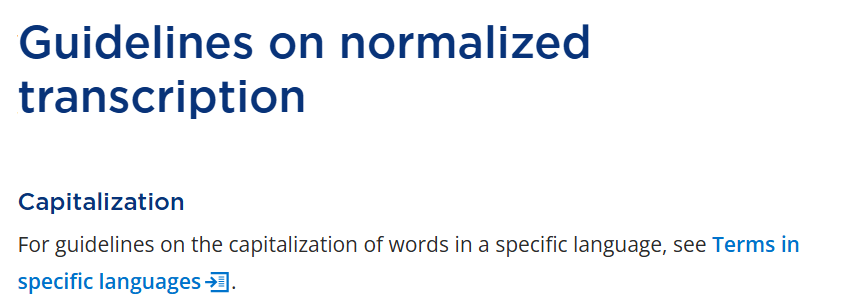 Guidelines on normalized
transcription
Capitalization
For guidelines on the capitalization of words in a specific language, see Terms in
specific languages.